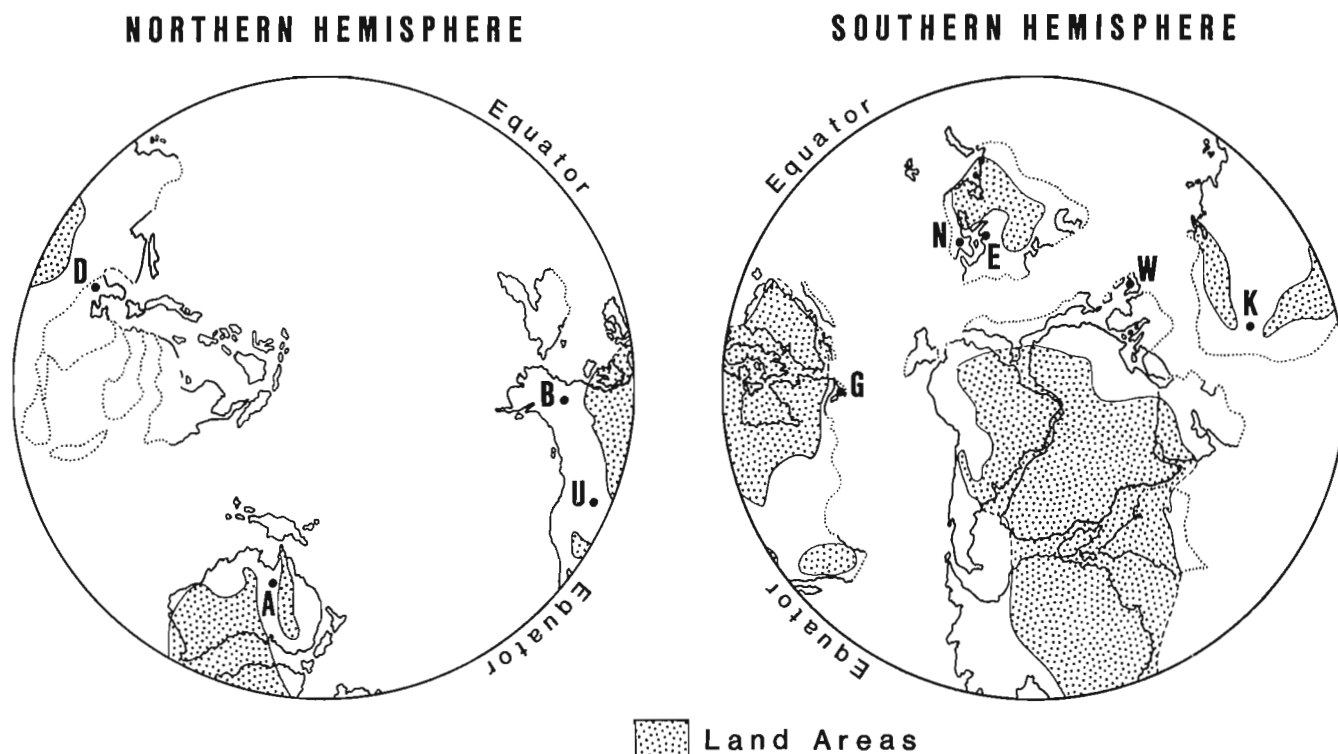 NORTHERN HEMISPHERE
SOUTHERN HEMISPHERE
Equator
Equator
D
B
U
A
Equator
N
E
W
K
G
Equator
Land Areas